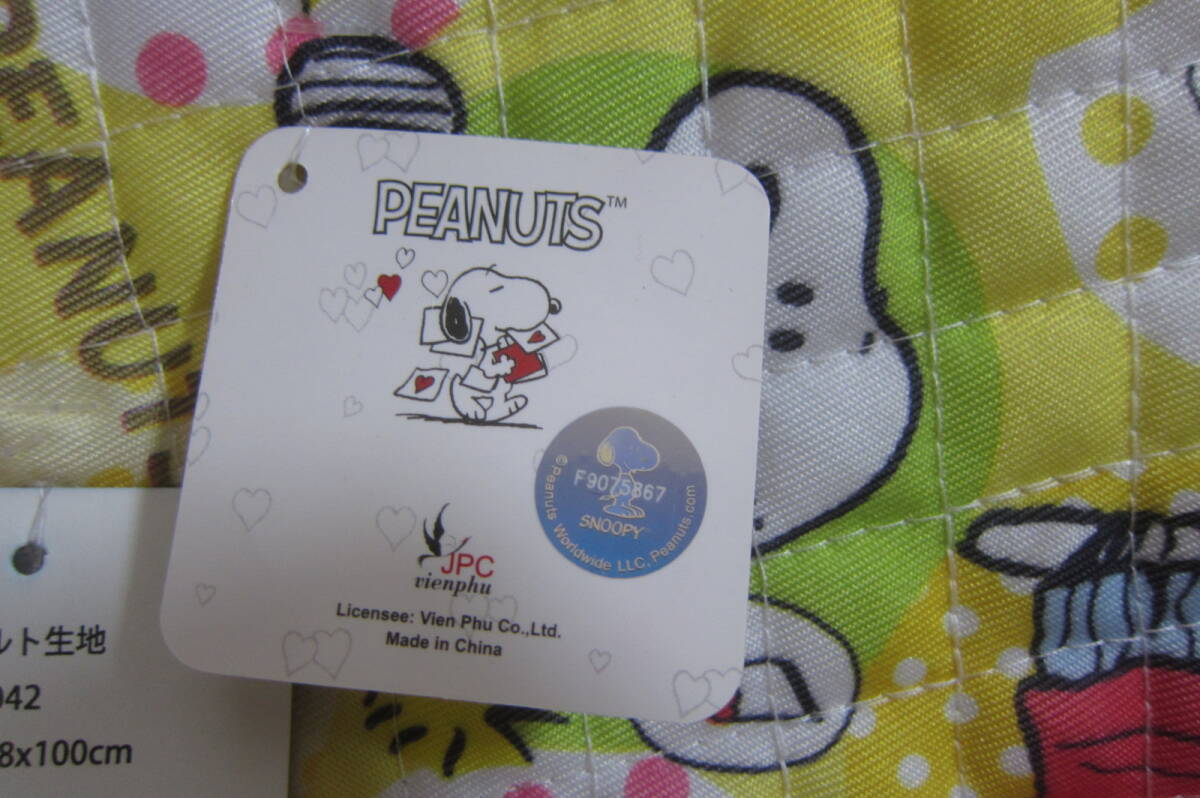 PEANUTS™
F9075867
SNOOPY
©Peanuts Worldwide LLC, Peanuts.com
JPC
vienphu
Licensee: Vien Phu Co.,Ltd.
Made in China
PEANUT
ルト生地
042
8x100cm